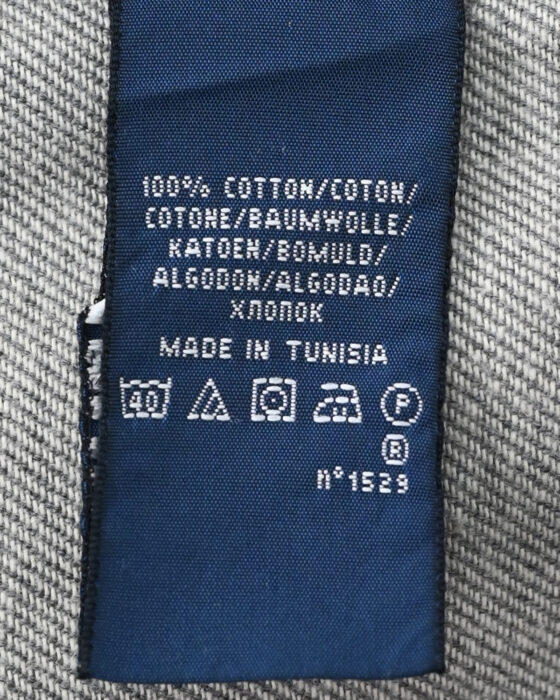 100% COTTON/COTON/
COTONE/BAUMWOLLE/
KATOEN/BOMULD/
ALGODON/ALGODAO/
ХЛОПОК
MADE IN TUNISIA
40 P
R
n°1529